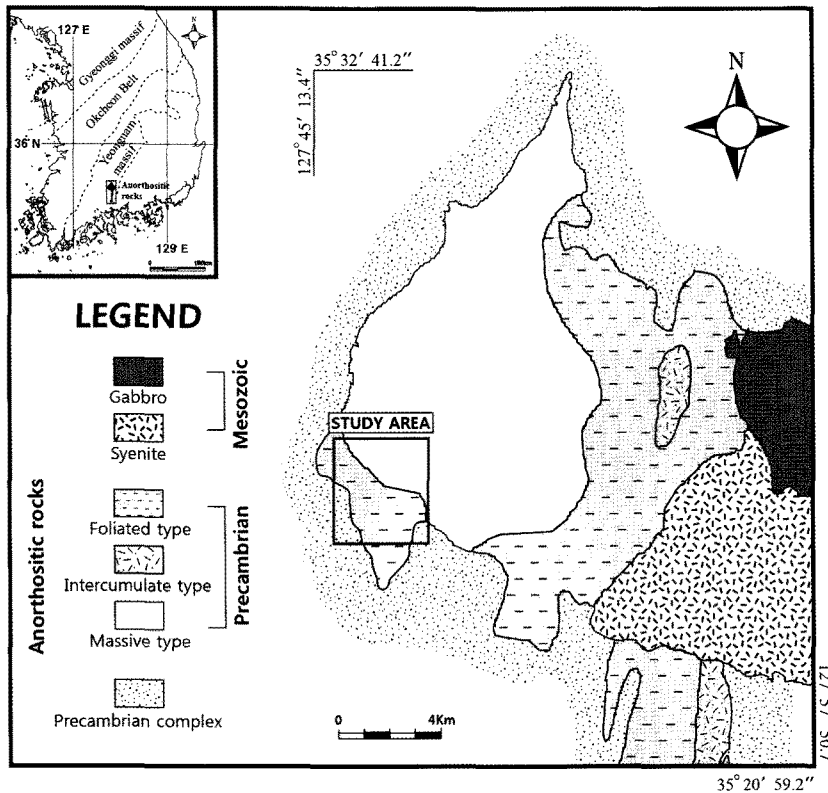 127° E
Gyeonggi massif
Okcheon Belt
36° N
Yeongnam
massif
Anorthositic
rocks
129 E
0
N
35° 32′ 41.2″
127° 45′ 13.4″
LEGEND
Gabbro
Syenite
Mesozoic
Foliated type
Intercumulate type
Massive type
Precambrian
Anorthositic rocks
Precambrian complex
STUDY AREA
0 4Km
35° 20′ 59.2″